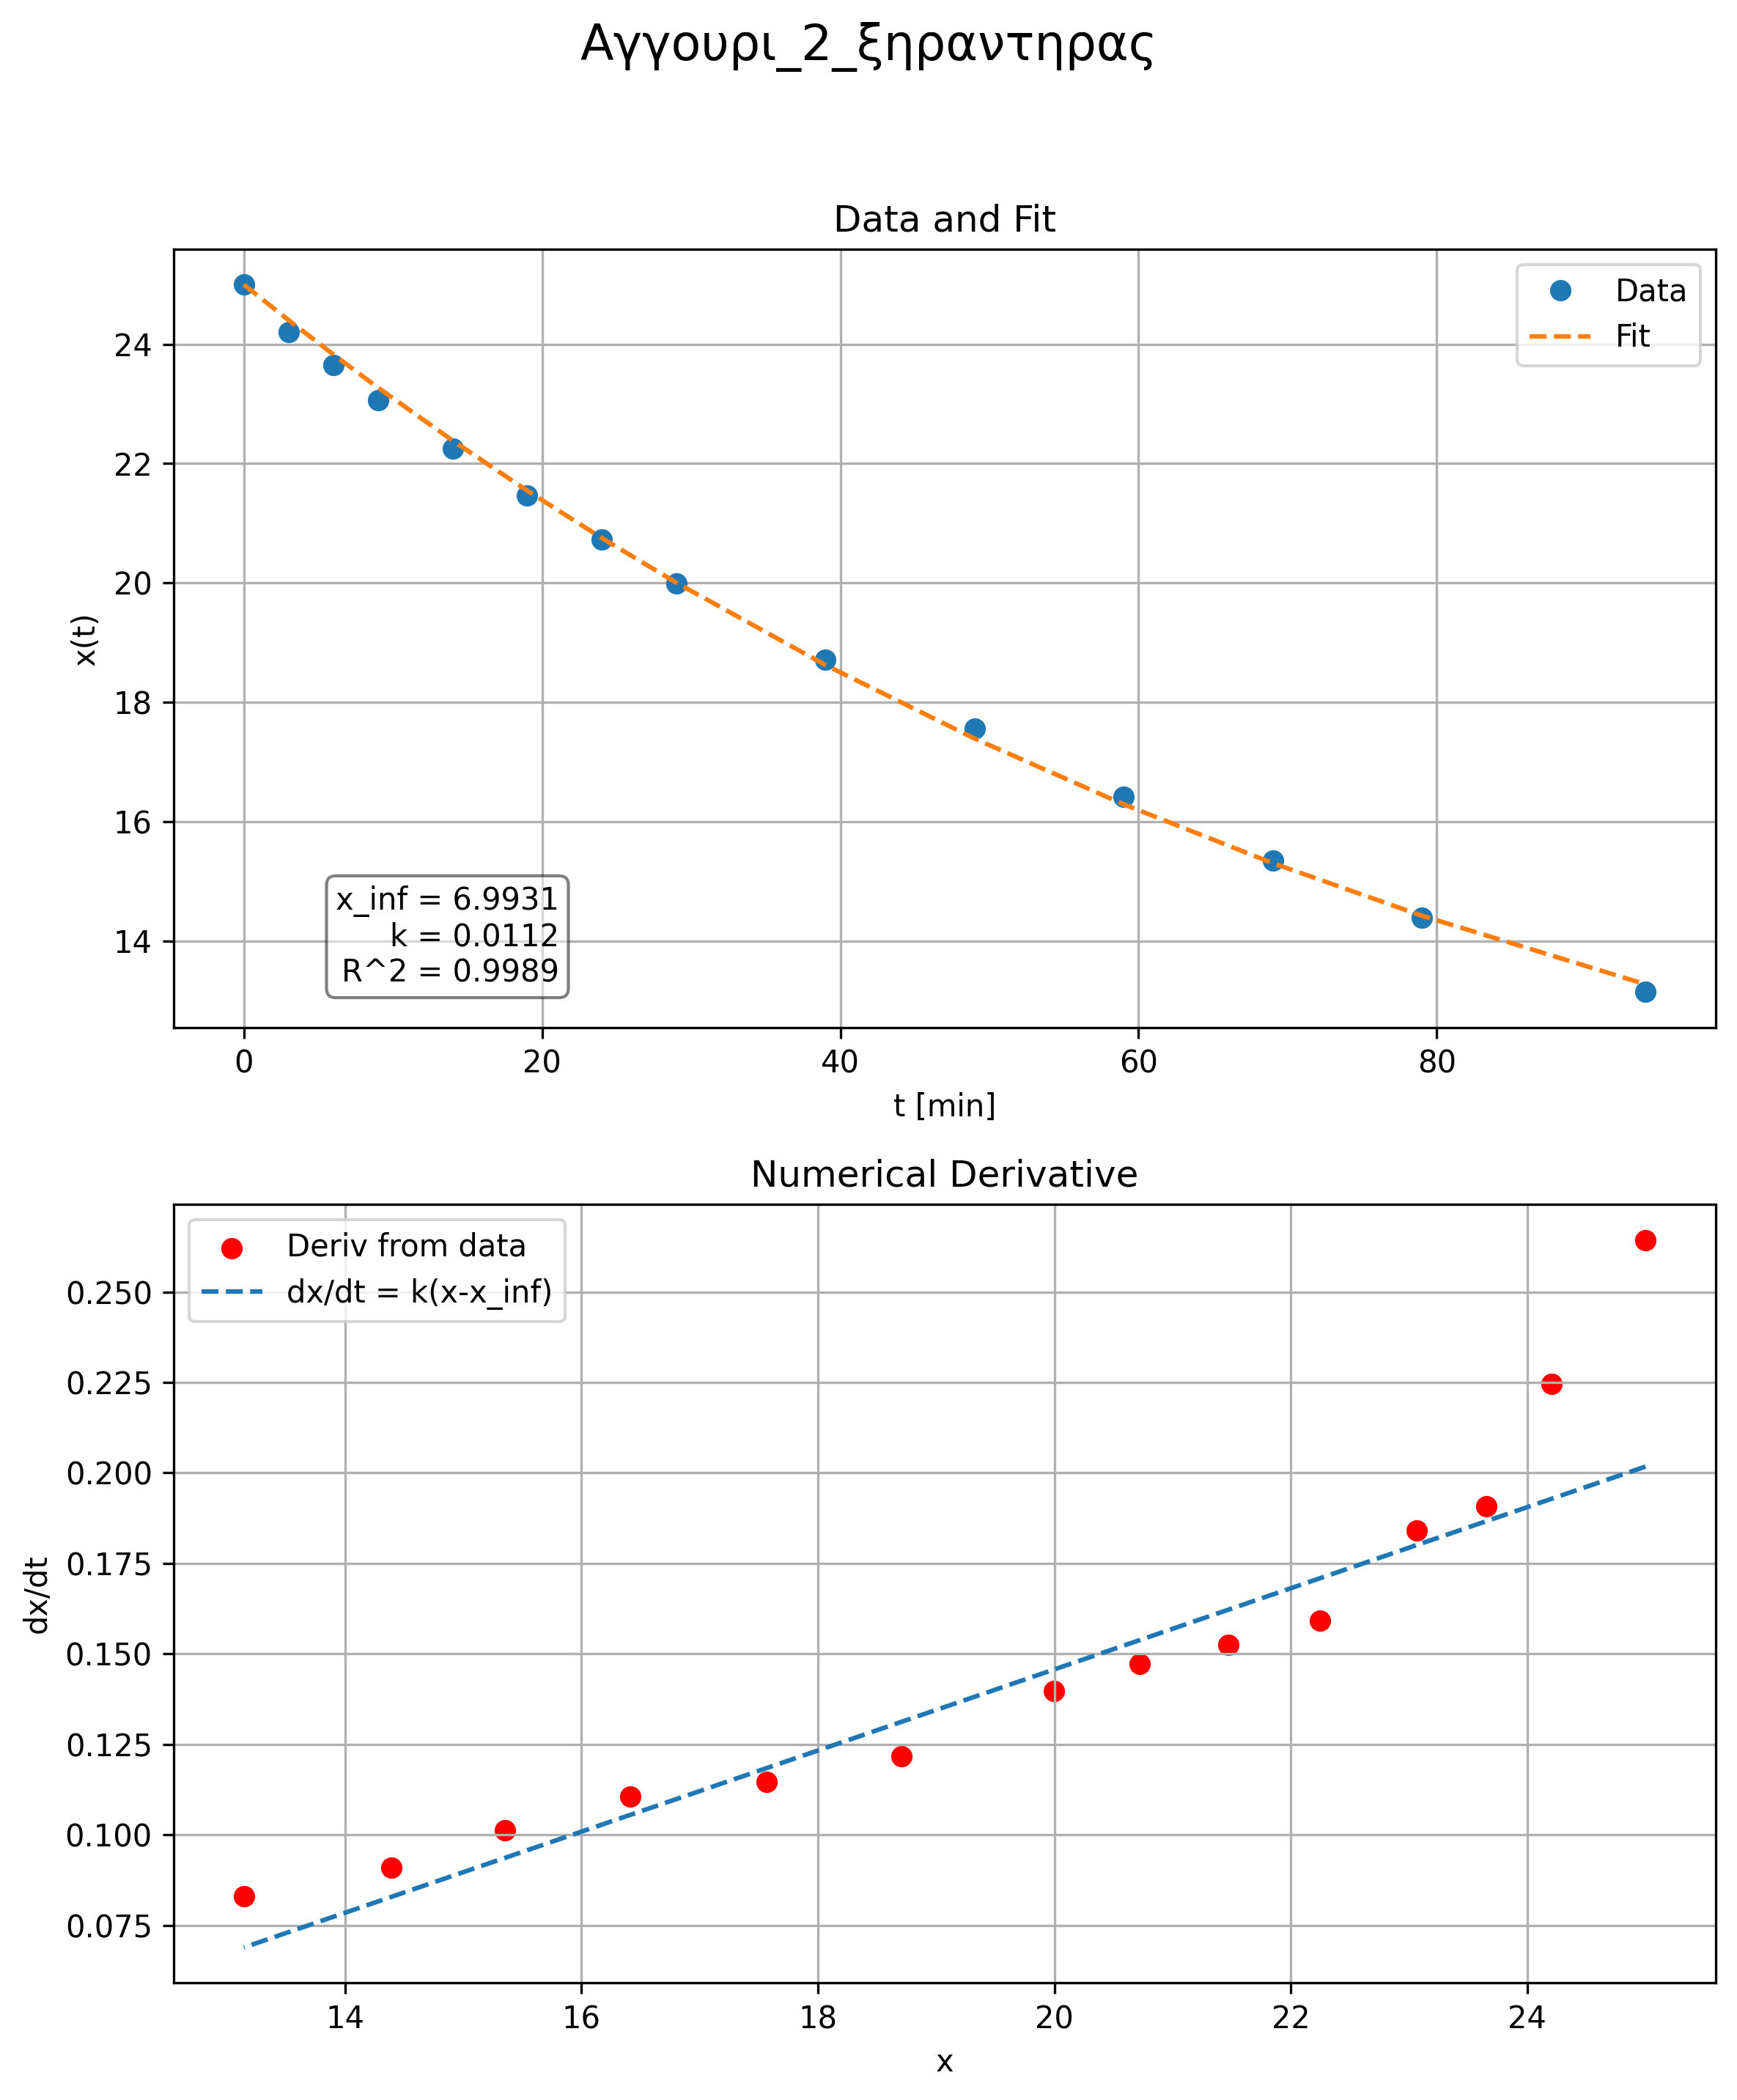 Αγγουρι_2_ξηραντηρας
Data and Fit
Data
Fit
24
22
20
18
16
14
x(t)
x_inf = 6.9931
k = 0.0112
R^2 = 0.9989
0 20 40 60 80
t [min]
Numerical Derivative
Deriv from data
dx/dt = k(x-x_inf)
0.250
0.225
0.200
0.175
0.150
0.125
0.100
0.075
dx/dt
14 16 18 20 22 24
x